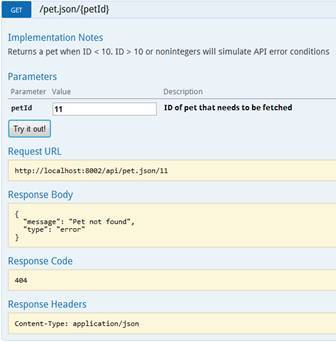 GET /pet.json/{petId}
Implementation Notes
Returns a pet when ID < 10. ID > 10 or nonintegers will simulate API error conditions
Parameters
Parameter Value Description
petId 11 ID of pet that needs to be fetched
Try it out!
Request URL
http://localhost:8002/api/pet.json/11
Response Body
{
"message": "Pet not found",
"type": "error"
}
Response Code
404
Response Headers
Content-Type: application/json